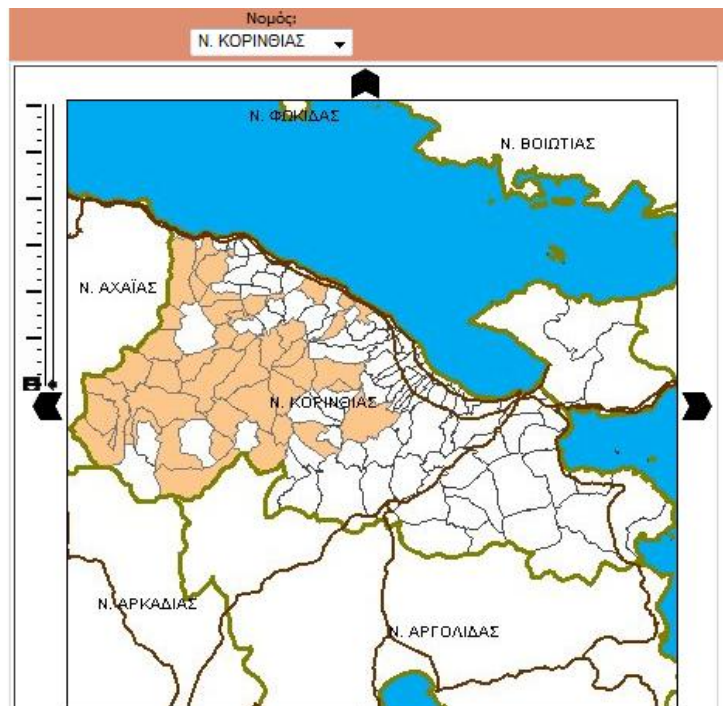 Νομός:
Ν. ΚΟΡΙΝΘΙΑΣ
Ν. ΦΩΚΙΔΑΣ
Ν. ΒΟΙΩΤΙΑΣ
Ν. ΑΧΑΪΑΣ
Ν. ΚΟΡΙΝΘΙΑΣ
Ν. ΑΡΚΑΔΙΑΣ
Ν. ΑΡΓΟΛΙΔΑΣ